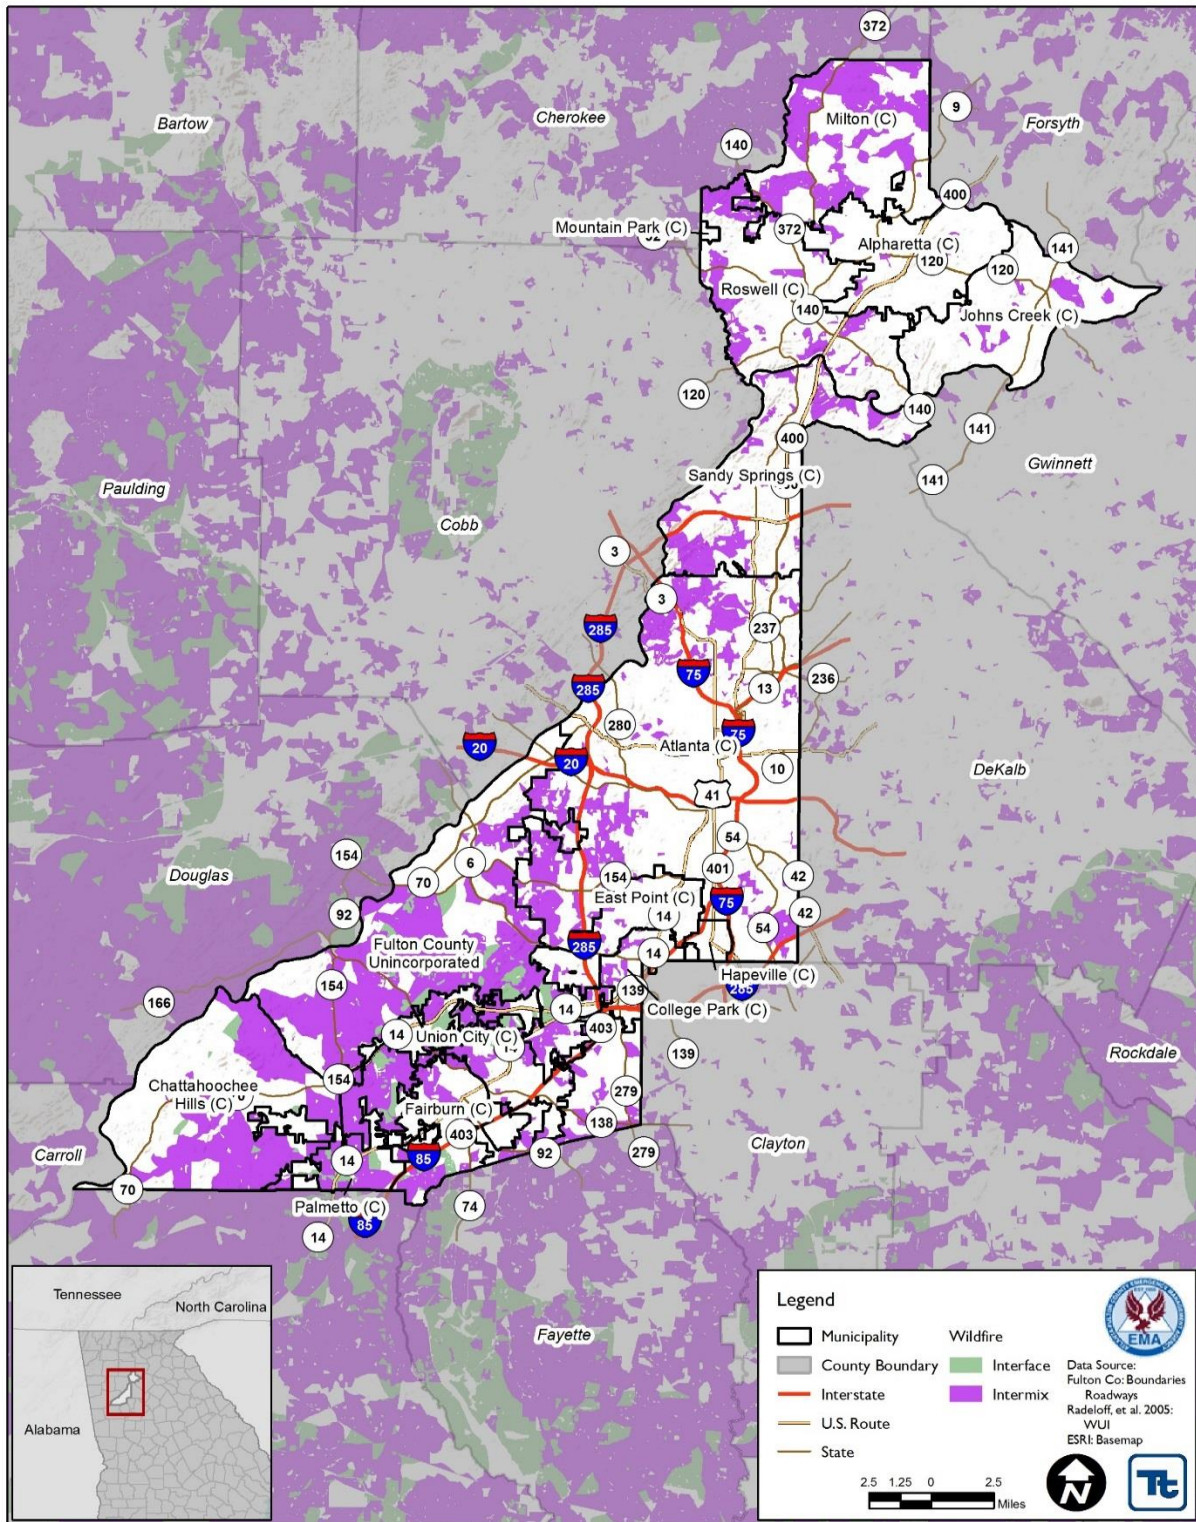 372
Bartow
Cherokee
Milton (C)
9
Forsyth
140
400
Mountain Park (C)
372
Alpharetta (C)
141
120
120
Roswell (C)
140
Johns Creek (C)
120
140
141
400
Gwinnett
Sandy Springs (C)
141
Paulding
Cobb
3
3
285
237
75
236
285
13
280
75
Atlanta (C)
20
20
10
DeKalb
41
54
154
6
42
Douglas
70
154
401
East Point (C)
75
92
14
42
54
Fulton County
Unincorporated
285
14
Hapeville (C)
154
139
285
166
College Park (C)
14
403
14
Union City (C)
139
Rockdale
154
Chattahoochee
Hills (C)
279
Fairburn (C)
403
138
Clayton
Carroll
14
85
92
279
70
Palmetto (C)
74
85
14
Tennessee
North Carolina
Alabama
Fayette
Legend
Municipality
County Boundary
Interstate
U.S. Route
State
Wildfire
Interface
Intermix
EMA
Data Source:
Fulton Co: Boundaries
Roadways
Radeloff, et al. 2005:
WUI
ESRI: Basemap
2.5 1.25 0 2.5
Miles
N
Tt